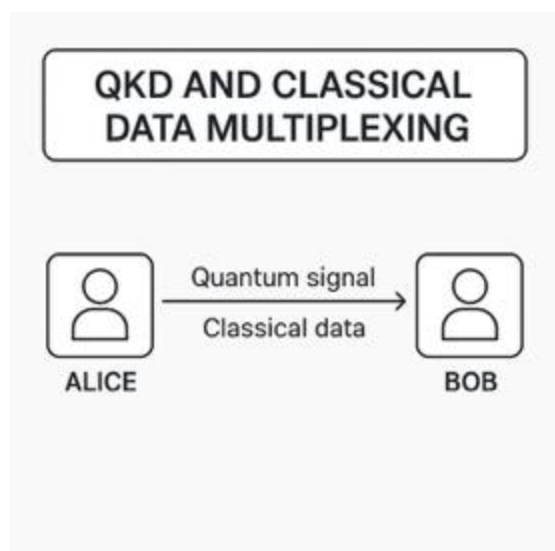 QKD AND CLASSICAL
DATA MULTIPLEXING
Quantum signal
Classical data
ALICE
BOB